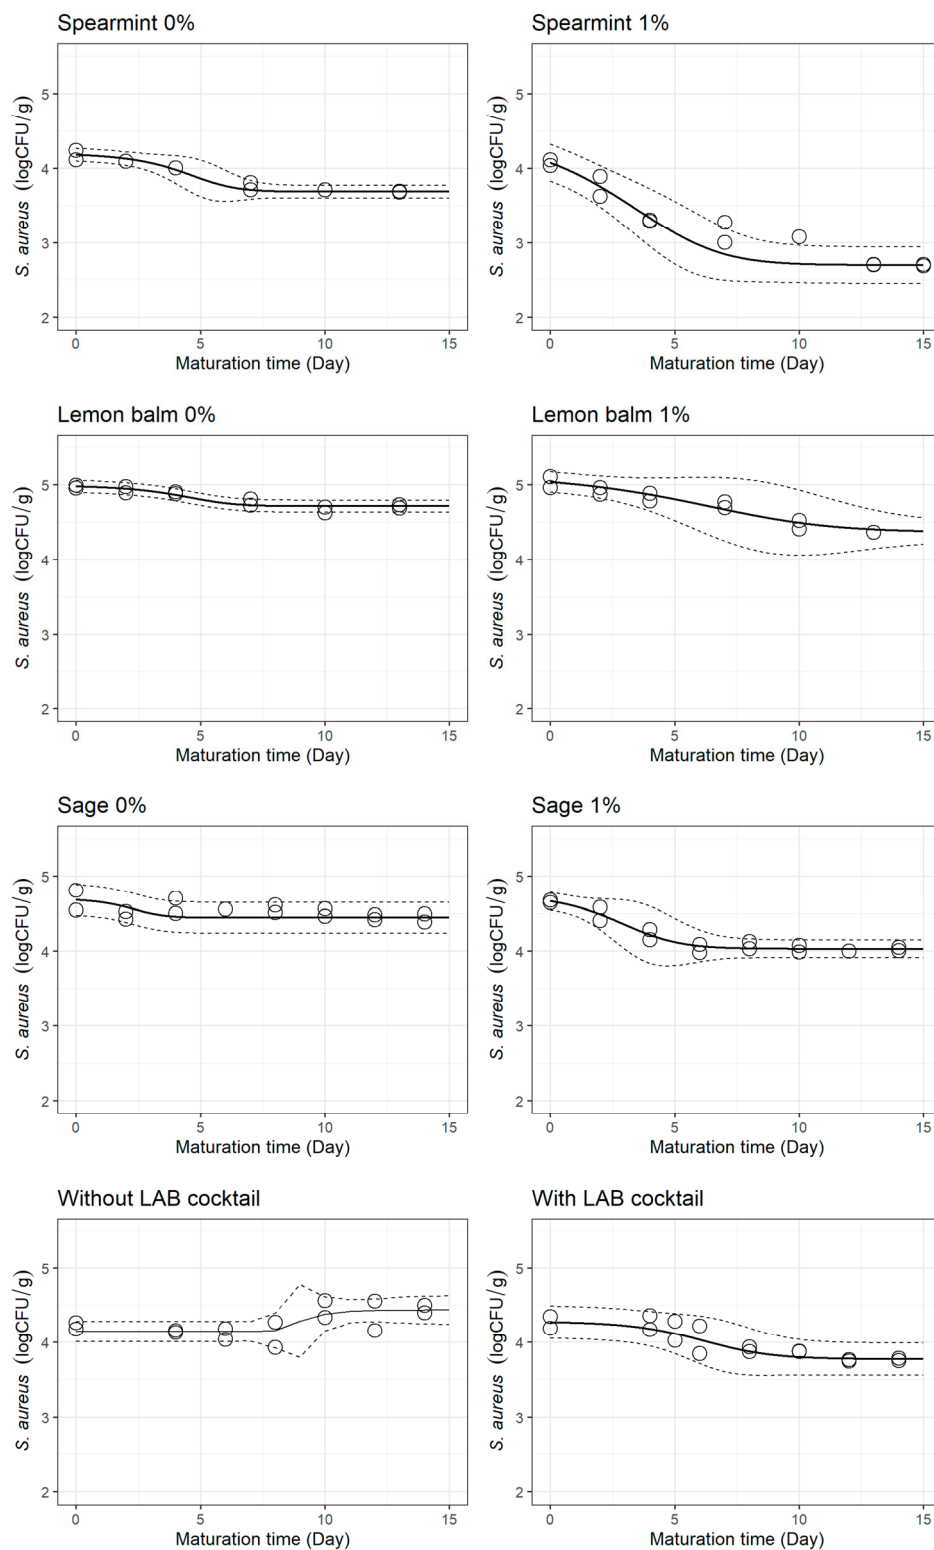 Spearmint 0%
Spearmint 1%
S. aureus (logCFU/g)
5
4
3
2
0 5 10 15
Maturation time (Day)
S. aureus (logCFU/g)
5
4
3
2
0 5 10 15
Maturation time (Day)
Lemon balm 0%
Lemon balm 1%
S. aureus (logCFU/g)
5
4
3
2
0 5 10 15
Maturation time (Day)
S. aureus (logCFU/g)
5
4
3
2
0 5 10 15
Maturation time (Day)
Sage 0%
Sage 1%
S. aureus (logCFU/g)
5
4
3
2
0 5 10 15
Maturation time (Day)
S. aureus (logCFU/g)
5
4
3
2
0 5 10 15
Maturation time (Day)
Without LAB cocktail
With LAB cocktail
S. aureus (logCFU/g)
5
4
3
2
0 5 10 15
Maturation time (Day)
S. aureus (logCFU/g)
5
4
3
2
0 5 10 15
Maturation time (Day)